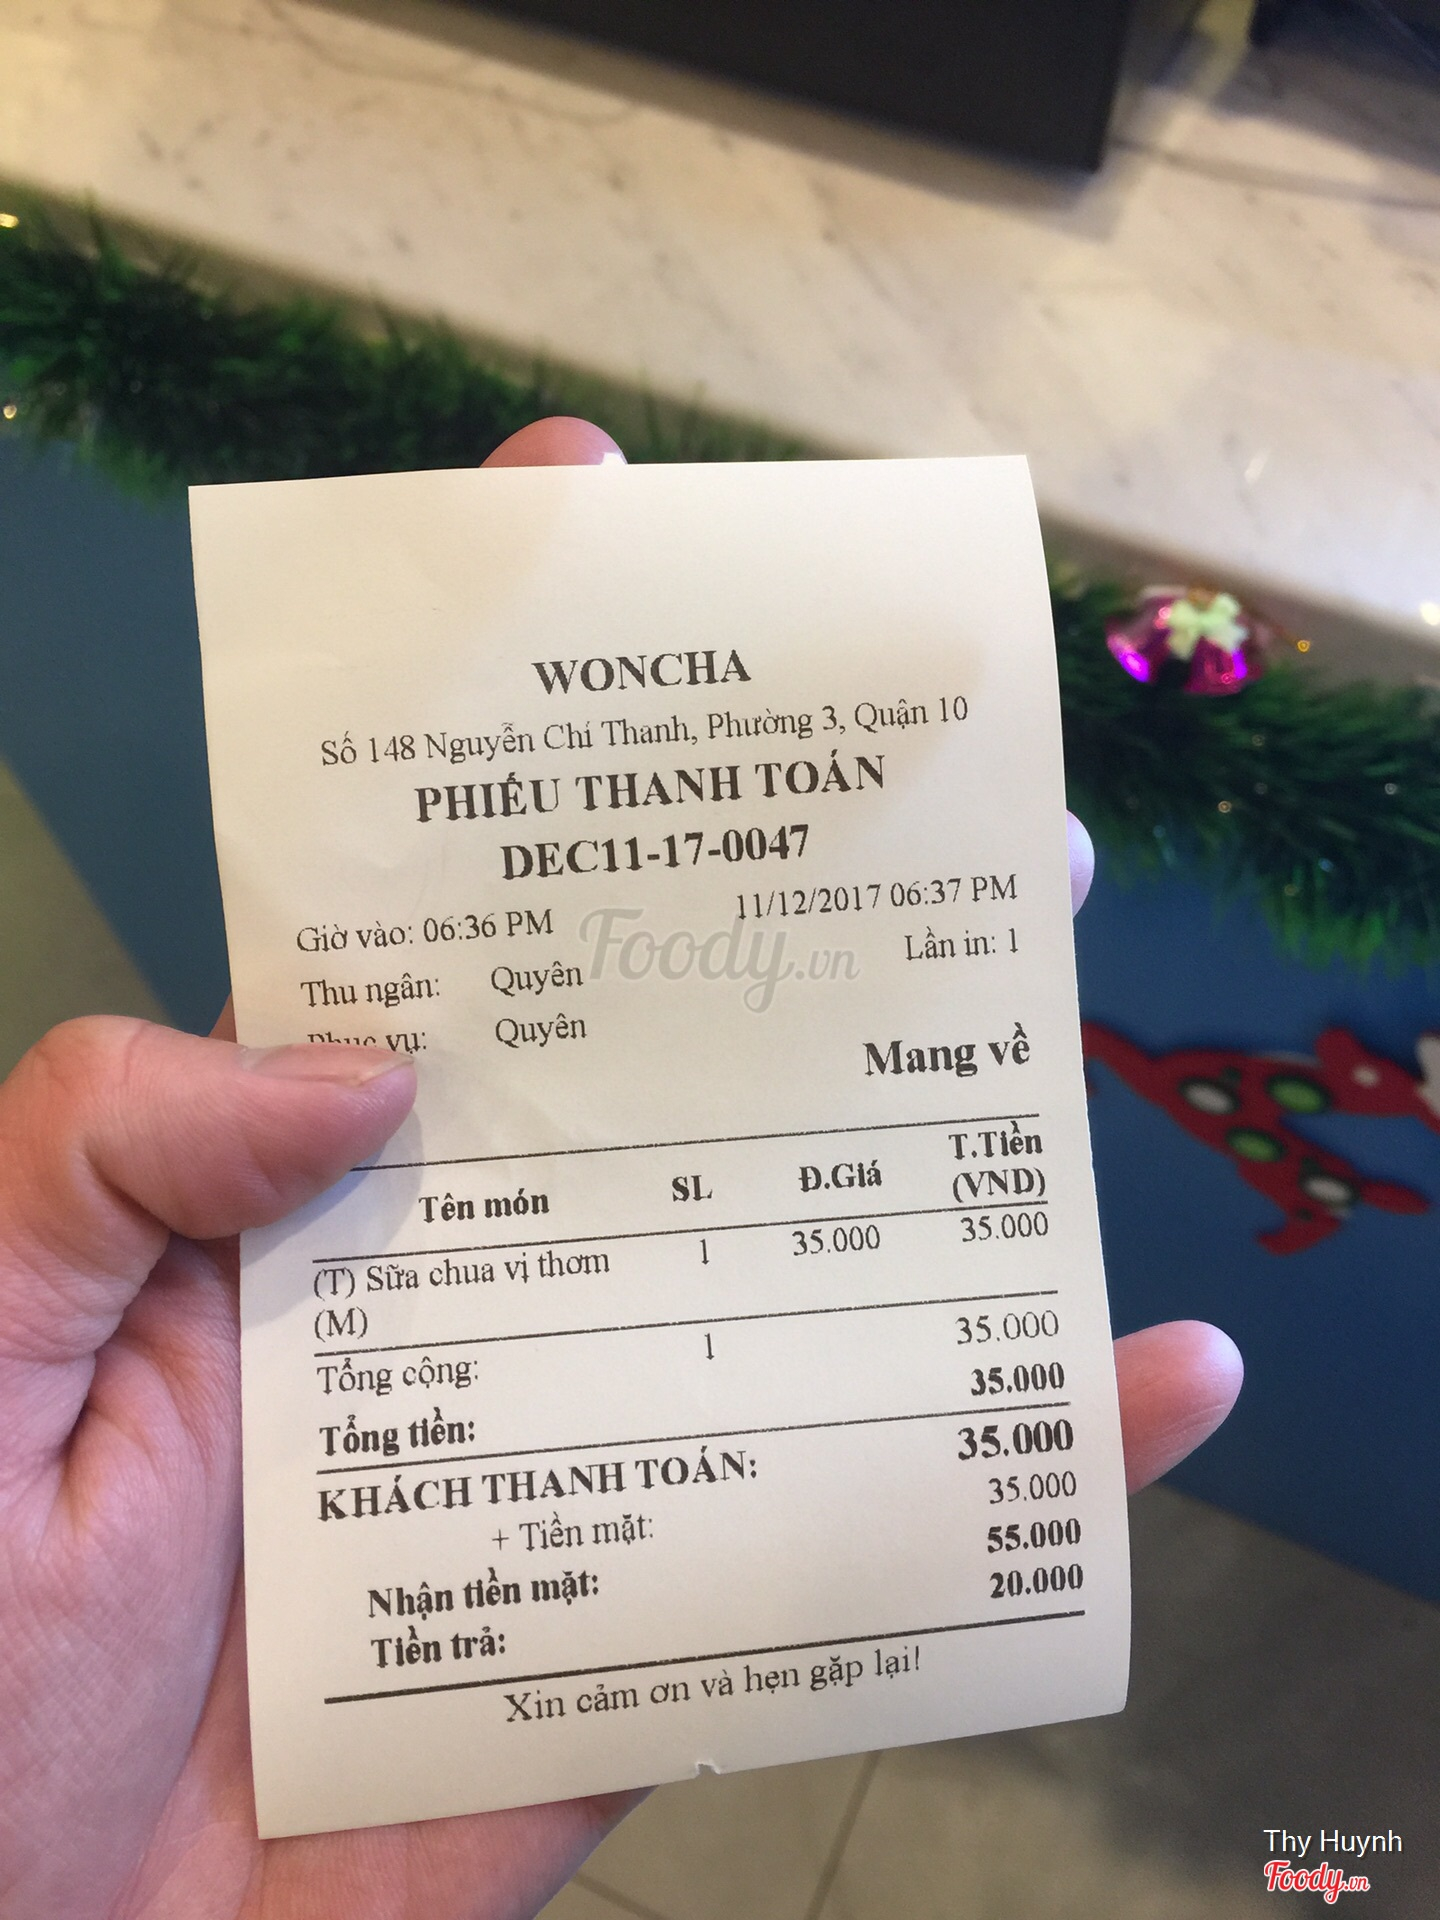 WONCHA
Số 148 Nguyễn Chí Thanh, Phường 3, Quận 10
PHIẾU THANH TOÁN
DEC11-17-0047
Giờ vào: 06:36 PM 11/12/2017 06:37 PM
Thu ngân: Quyên Lần in: 1
Phục vụ: Quyên
Mang về
Foody.vn
Tên món SL Đ.Giá T.Tiền (VND)
(T) Sữa chua vị thơm 1 35.000 35.000
(M)
Tổng cộng: 1 35.000
Tổng tiền: 35.000
KHÁCH THANH TOÁN: 35.000
+ Tiền mặt: 35.000
Nhận tiền mặt: 55.000
Tiền trả: 20.000
Xin cảm ơn và hẹn gặp lại!
Thy Huynh
Foody.vn